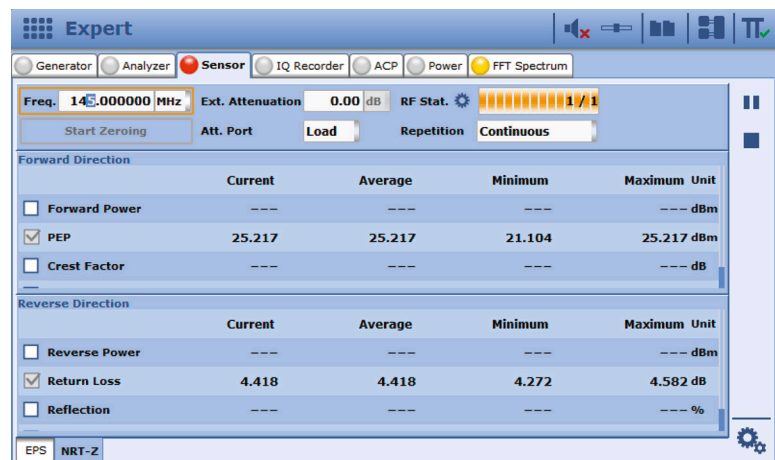 Expert
Generator Analyzer Sensor IQ Recorder ACP Power FFT Spectrum
Freq. 145.000000 MHz Ext. Attenuation 0.00 dB RF Stat. 1/1
Start Zeroing Att. Port Load Repetition Continuous
Forward Direction
Current Average Minimum Maximum Unit
Forward Power --- --- --- --- dBm
PEP 25.217 25.217 21.104 25.217 dBm
Crest Factor --- --- --- --- dB
Reverse Direction
Current Average Minimum Maximum Unit
Reverse Power --- --- --- --- dBm
Return Loss 4.418 4.418 4.272 4.582 dB
Reflection --- --- --- --- %
EPS NRT-Z